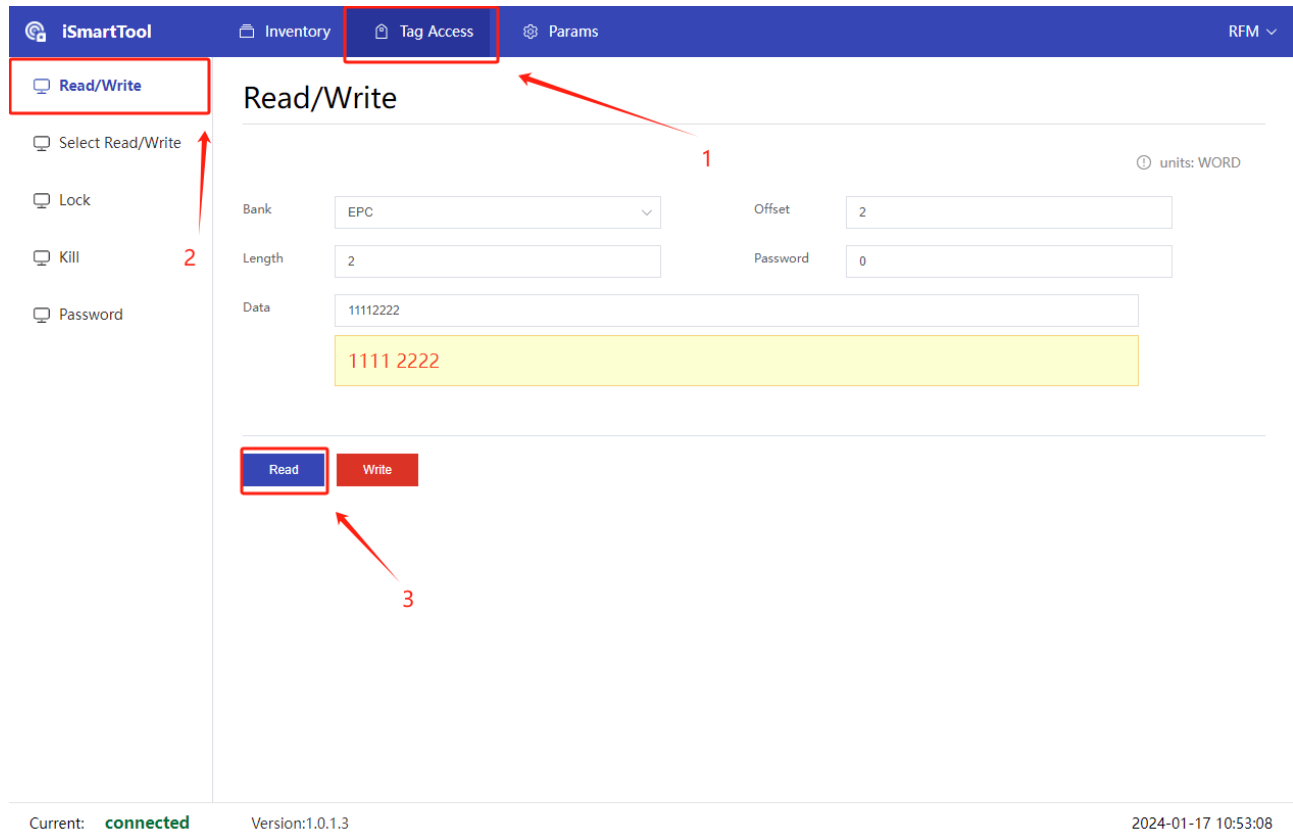 iSmartTool Inventory Tag Access Params RFM
Read/Write
Select Read/Write
Lock
Kill
Password
1
2
3
Read/Write
units: WORD
Bank EPC Offset 2
Length 2 Password 0
Data 11112222
1111 2222
Read Write
Current: connected Version:1.0.1.3 2024-01-17 10:53:08